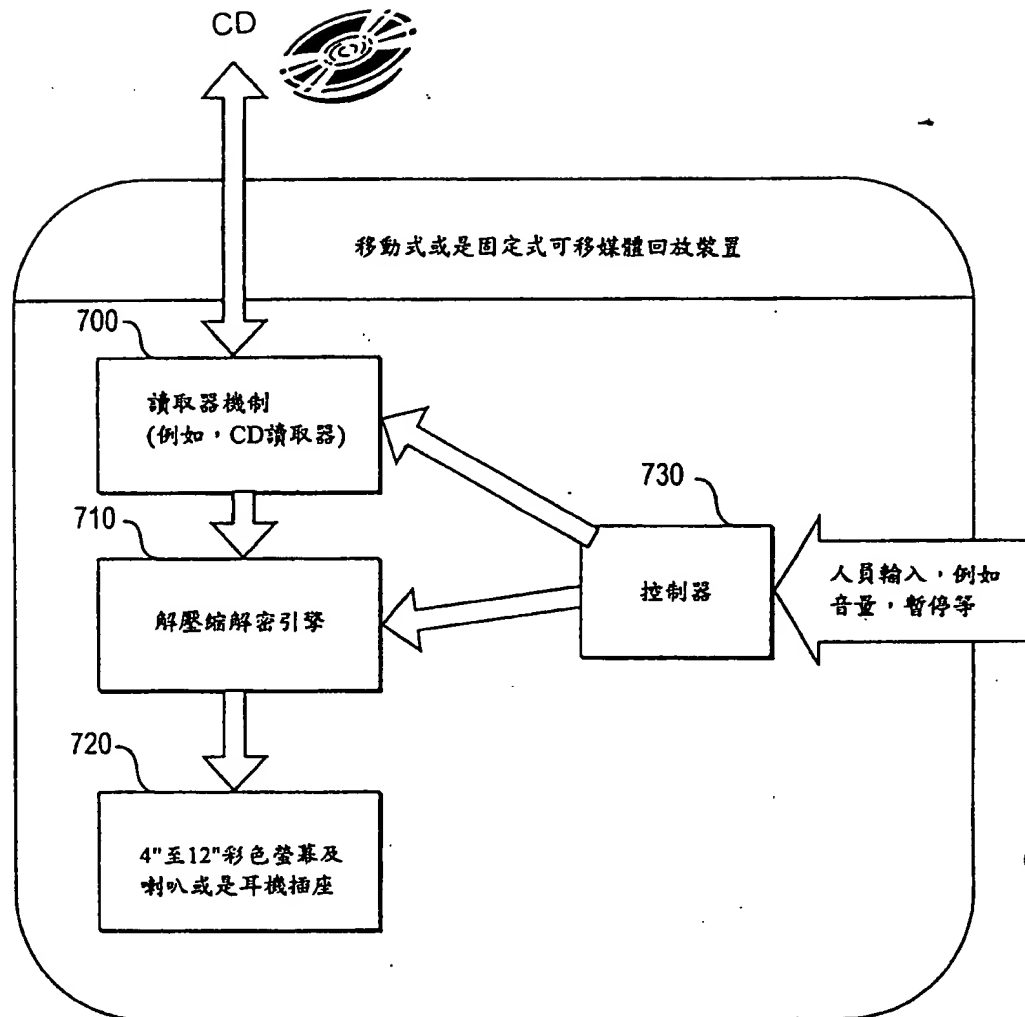 CD
移動式或是固定式可移媒體回放裝置
700
讀取器機制
(例如，CD讀取器)
710
解壓縮解密引擎
730
控制器
人員輸入，例如
音量，暫停等
720
4"至12"彩色螢幕及
喇叭或是耳機插座